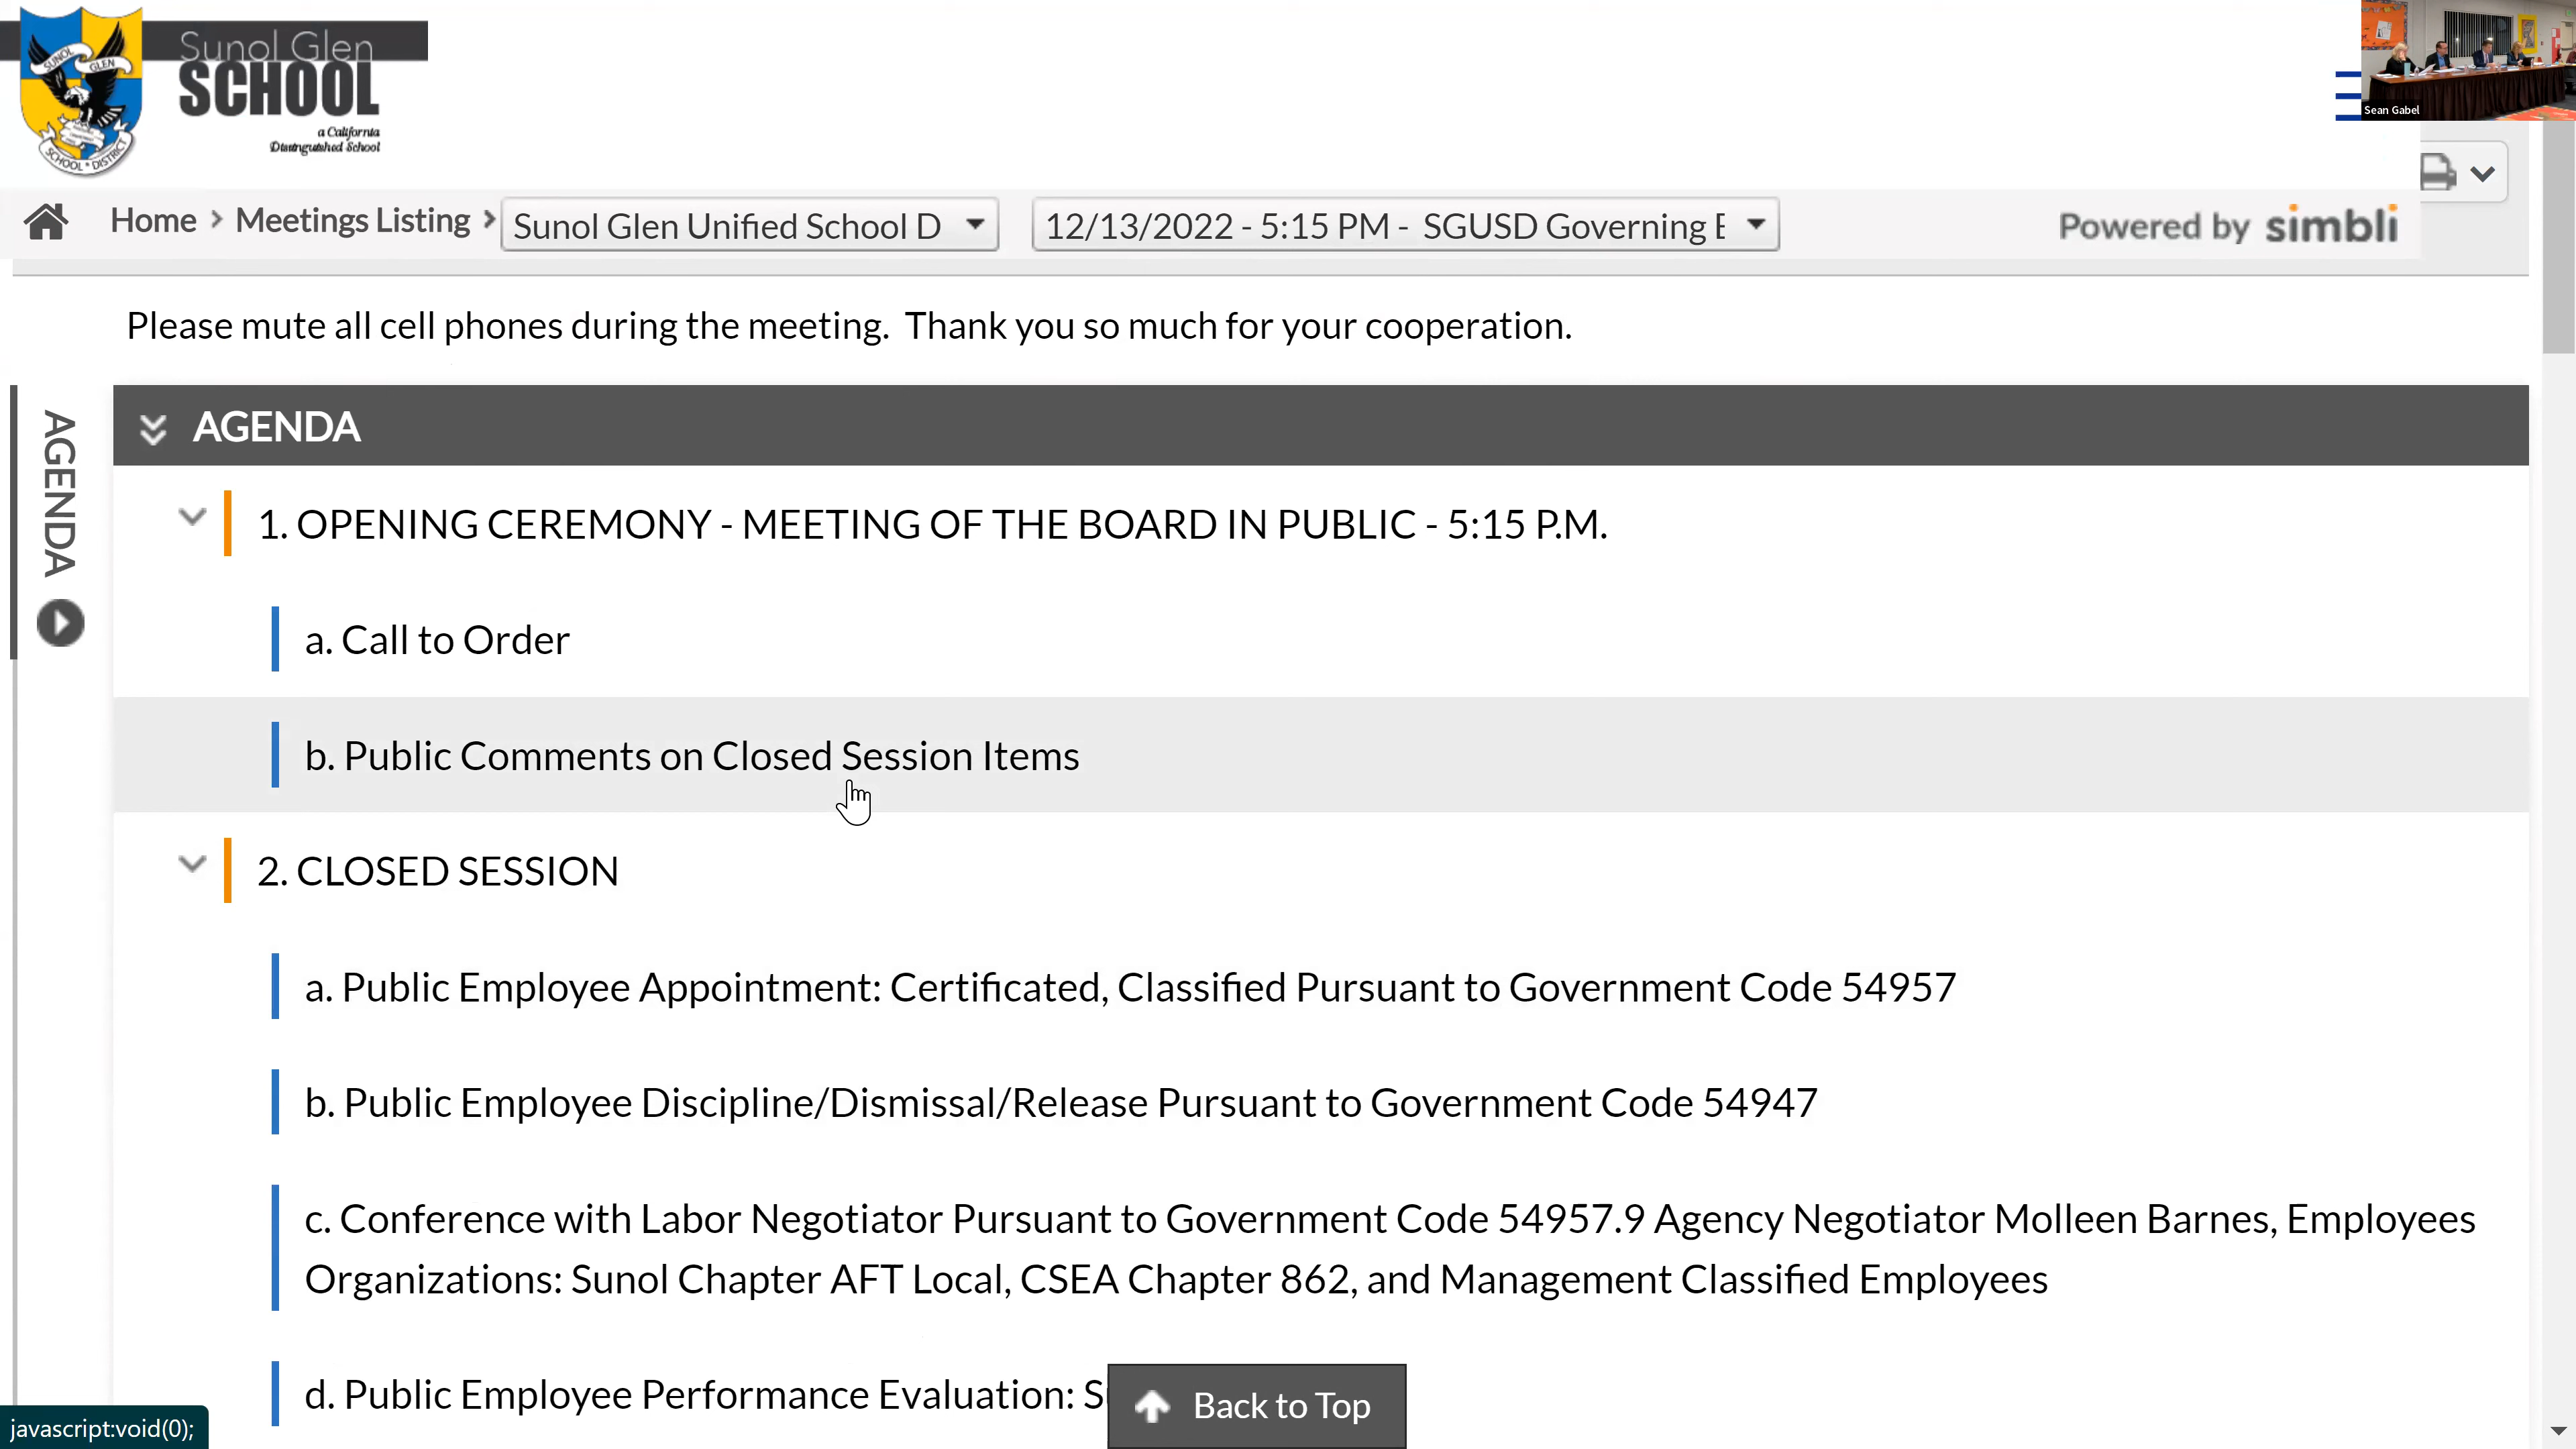 Sunol Glen
SCHOOL
a California
Distinguished School
SUNOL GLEN
SCHOOL • DISTRICT
Sean Gabel
Home > Meetings Listing > Sunol Glen Unified School D 12/13/2022 - 5:15 PM - SGUSD Governing
Powered by simbli
Please mute all cell phones during the meeting. Thank you so much for your cooperation.
AGENDA
AGENDA
1. OPENING CEREMONY - MEETING OF THE BOARD IN PUBLIC - 5:15 P.M.
a. Call to Order
b. Public Comments on Closed Session Items
2. CLOSED SESSION
a. Public Employee Appointment: Certificated, Classified Pursuant to Government Code 54957
b. Public Employee Discipline/Dismissal/Release Pursuant to Government Code 54947
c. Conference with Labor Negotiator Pursuant to Government Code 54957.9 Agency Negotiator Molleen Barnes, Employees
Organizations: Sunol Chapter AFT Local, CSEA Chapter 862, and Management Classified Employees
d. Public Employee Performance Evaluation:
Back to Top
javascript:void(0);